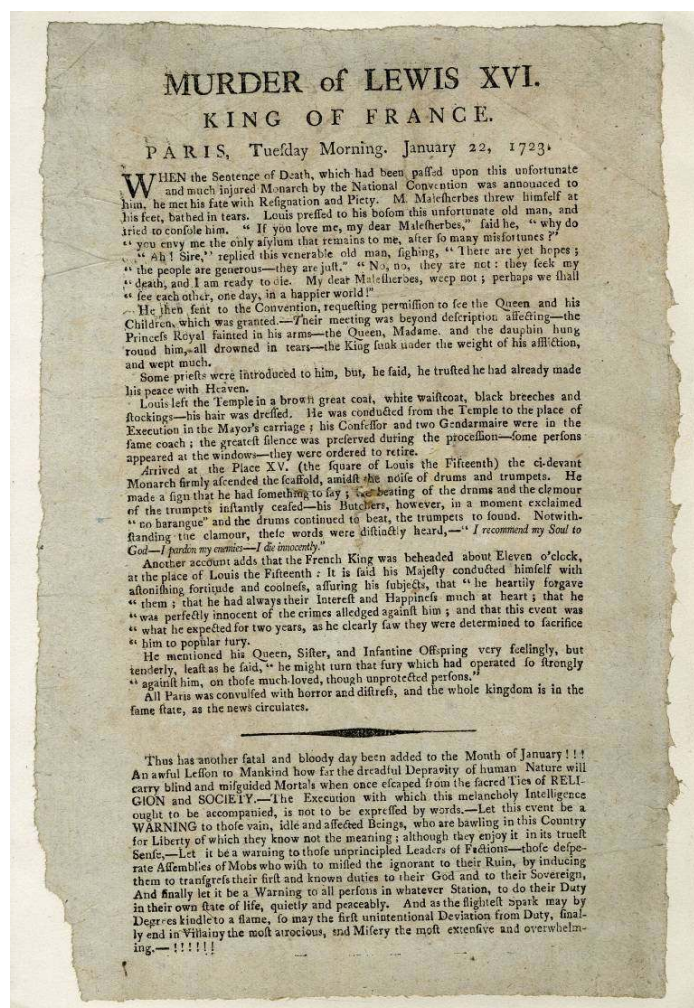 MURDER of LEWIS XVI.
KING OF FRANCE.
PARIS, Tueſday Morning. January 22, 1723.
WHEN the Sentence of Death, which had been paſſed upon this unfortunate
and much injured Monarch by the National Convention was announced to
him, he met his fate with Reſignation and Piety. M. Maleſherbes threw himſelf at
his feet, bathed in tears. Louis preſſed to his boſom this unfortunate old man, and
tried to conſole him. “ If you love me, my dear Maleſherbes,” ſaid he, “ why do
“ you envy me the only aſylum that remains to me, after ſo many misfortunes ?”
“ Ah ! Sire,” replied this venerable old man, ſighing, “ There are yet hopes ;
“ the people are generous—they are juſt.” “ No, no, they are not : they ſeek my
“ death, and I am ready to die. My dear Maleſherbes, weep not ; perhaps we ſhall
“ ſee each other, one day, in a happier world !”
He then ſent to the Convention, requeſting permiſſion to ſee the Queen and his
Children, which was granted.—Their meeting was beyond deſcription affecting—the
Princeſs Royal fainted in his arms—the Queen, Madame. and the dauphin hung
round him, all drowned in tears—the King ſunk under the weight of his affliction,
and wept much.
Some prieſts were introduced to him, but, he ſaid, he truſted he had already made
his peace with Heaven.
Louis left the Temple in a brown great coat, white waiſtcoat, black breeches and
ſtockings—his hair was dreſſed. He was conducted from the Temple to the place of
Execution in the Mayor's carriage ; his Confeſſor and two Gendarmaire were in the
ſame coach ; the greateſt ſilence was preſerved during the proceſſion—ſome perſons
appeared at the windows—they were ordered to retire.
Arrived at the Place XV. (the ſquare of Louis the Fifteenth) the ci-devant
Monarch firmly aſcended the ſcaffold, amidſt the noiſe of drums and trumpets. He
made a ſign that he had ſomething to ſay ; the beating of the drums and the clamour
of the trumpets inſtantly ceaſed—his Butchers, however, in a moment exclaimed
“ no barangue” and the drums continued to beat, the trumpets to ſound. Notwith-
ſtanding the clamour, theſe words were diſtinctly heard,—“ I recommend my Soul to
God—I pardon my enemies—I die innocently.”
Another account adds that the French King was beheaded about Eleven o'clock,
at the place of Louis the Fifteenth : It is ſaid his Majeſty conducted himſelf with
aſtoniſhing fortitude and coolneſs, aſſuring his ſubjects, that “ he heartily forgave
“ them ; that he had always their Intereſt and Happineſs much at heart ; that he
“ was perfectly innocent of the crimes alledged againſt him ; and that this event was
“ what he expected for two years, as he clearly ſaw they were determined to ſacrifice
“ him to popular fury.
He mentioned his Queen, Siſter, and Infantine Offspring very feelingly, but
tenderly, leaſt as he ſaid, “ he might turn that fury which had operated ſo ſtrongly
“ againſt him, on thoſe much-loved, though unprotected perſons.”
All Paris was convulſed with horror and diſtreſs, and the whole kingdom is in the
ſame ſtate, as the news circulates.
Thus has another fatal and bloody day been added to the Month of January ! ! !
An awful Leſſon to Mankind how far the dreadful Depravity of human Nature will
carry blind and miſguided Mortals when once eſcaped from the ſacred Ties of RELI-
GION and SOCIETY.—The Execution with which this melancholy Intelligence
ought to be accompanied, is not to be expreſſed by words.—Let this event be a
WARNING to thoſe vain, idle and affected Beings, who are bawling in this Country
for Liberty of which they know not the meaning ; although they enjoy it in its trueſt
Senſe,—Let it be a warning to thoſe unprincipled Leaders of Factions—thoſe deſpe-
rate Aſſemblies of Mobs who wiſh to miſled the ignorant to their Ruin, by inducing
them to tranſgreſs their firſt and known duties to their God and to their Sovereign,
And finally let it be a Warning to all perſons in whatever Station, to do their Duty
in their own ſtate of life, quietly and peaceably. And as the ſlighteſt Spark may by
Degrees kindle to a flame, ſo may the firſt unintentional Deviation from Duty, final-
ly end in Villainy the moſt atrocious, and Miſery the moſt extenſive and overwhelm-
ing.— ! ! ! ! ! !